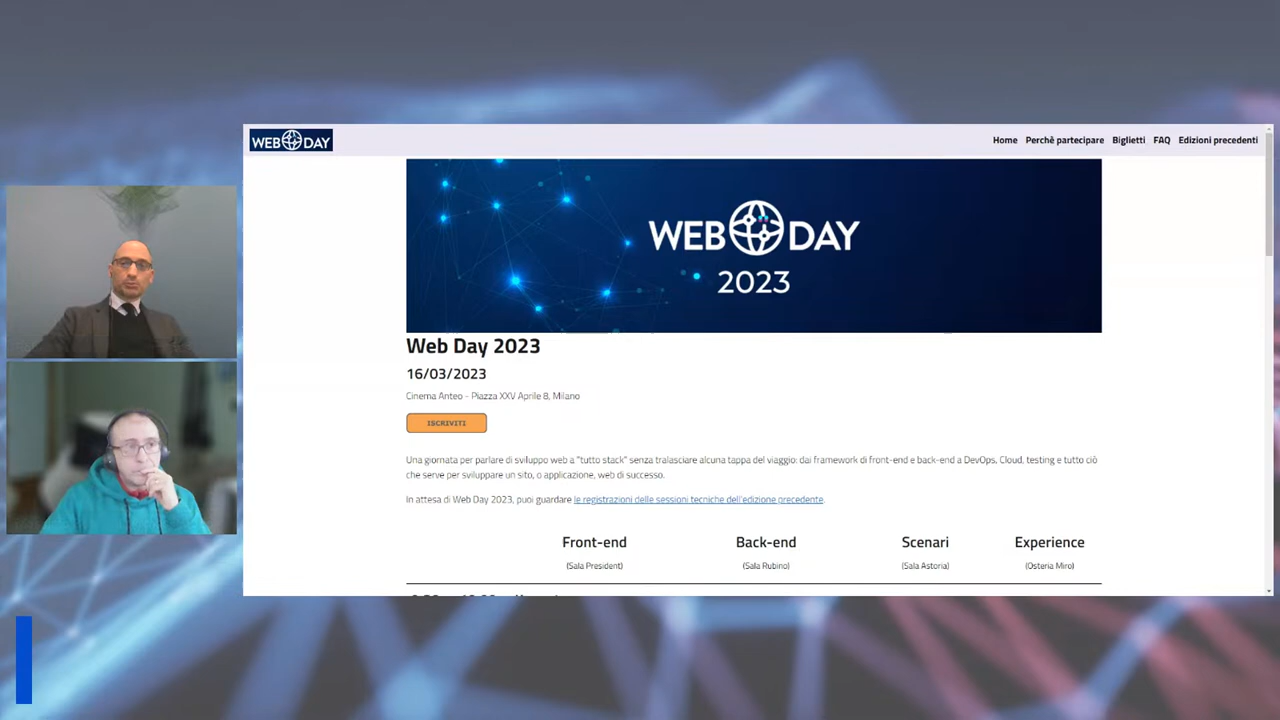 WEB DAY
Home Perchè partecipare Biglietti FAQ Edizioni precedenti
WEB DAY
2023
Web Day 2023
16/03/2023
Cinema Anteo - Piazza XXV Aprile 8, Milano
ISCRIVITI
Una giornata per parlare di sviluppo web a "tutto stack" senza tralasciare alcuna tappa del viaggio: dai framework di front-end e back-end a DevOps, Cloud, testing e tutto ciò
che serve per sviluppare un sito, o applicazione, web di successo.
In attesa di Web Day 2023, puoi guardare le registrazioni delle sessioni tecniche dell'edizione precedente.
Front-end Back-end Scenari Experience
(Sala President) (Sala Rubino) (Sala Astoria) (Osteria Miro)